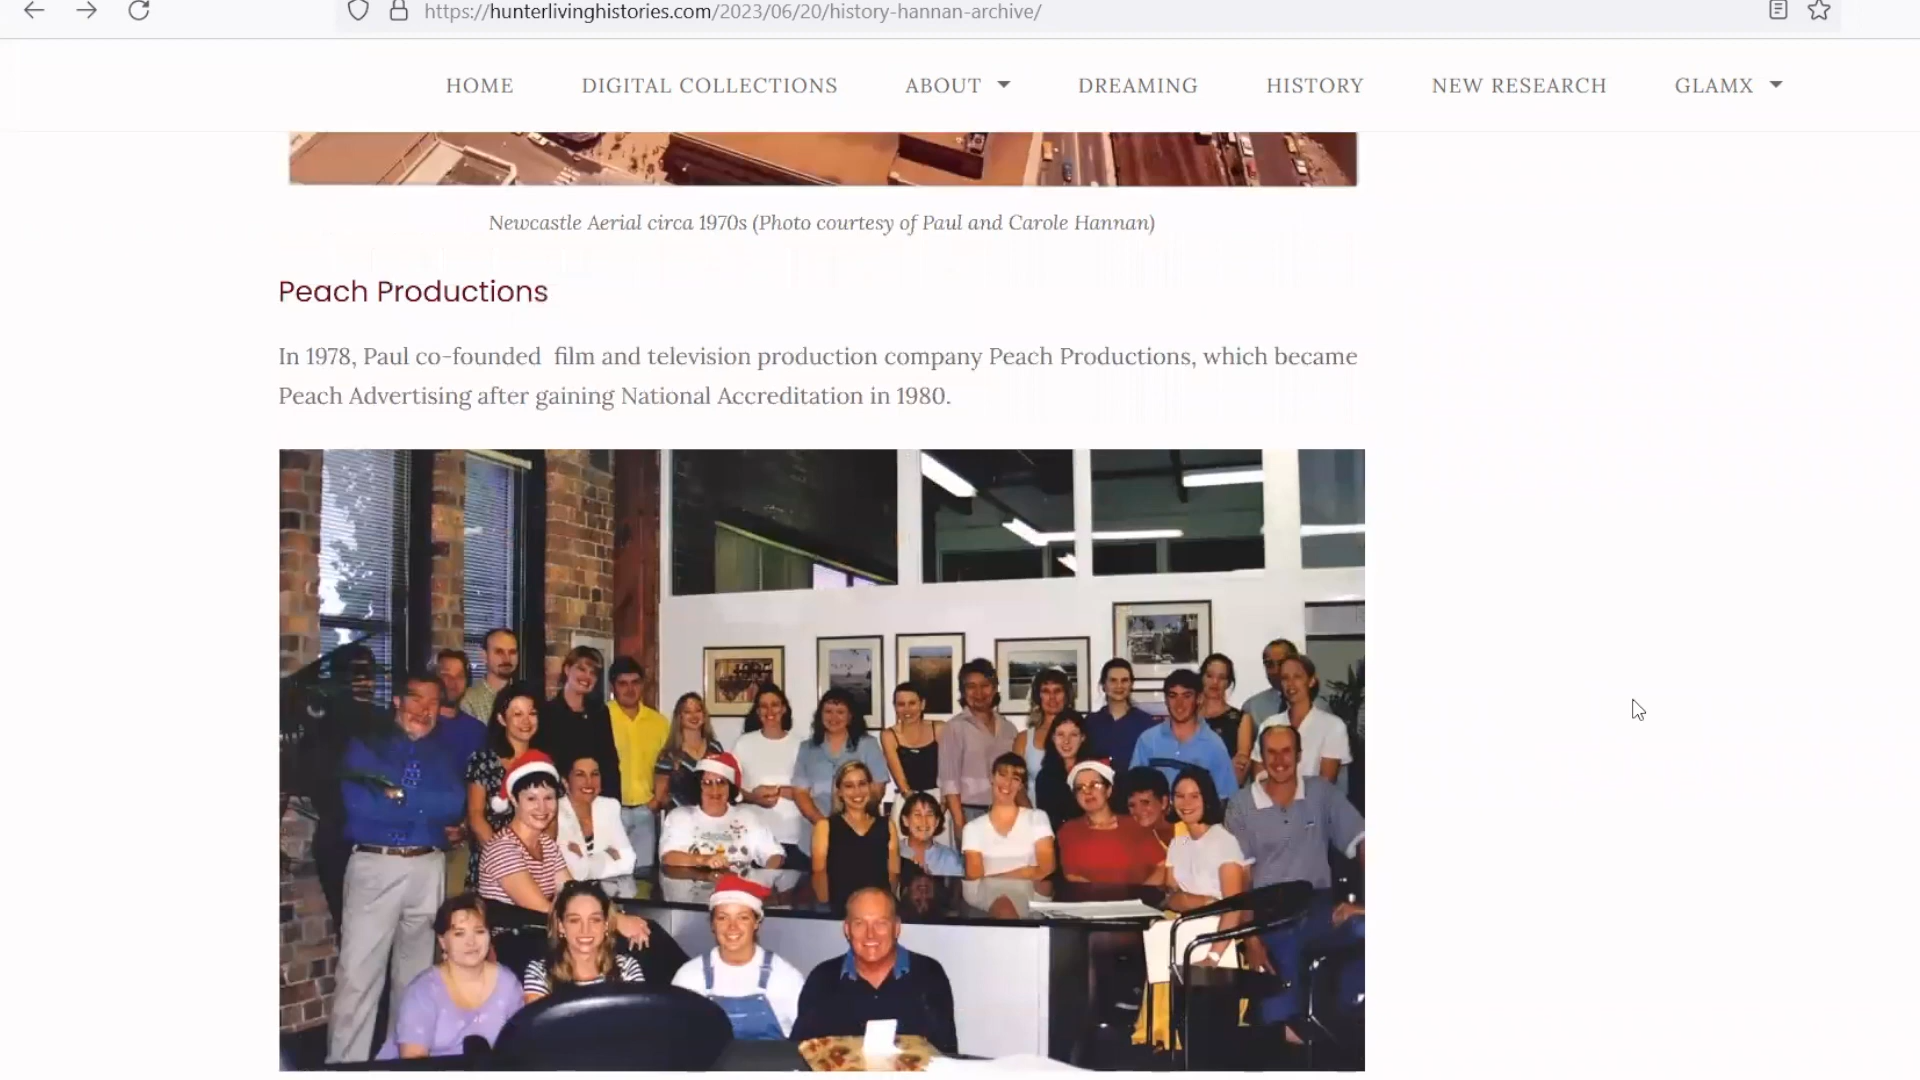 https://hunterlivinghistories.com/2023/06/20/history-hannan-archive/
HOME DIGITAL COLLECTIONS ABOUT DREAMING HISTORY NEW RESEARCH GLAMX
Newcastle Aerial circa 1970s (Photo courtesy of Paul and Carole Hannan)
Peach Productions
In 1978, Paul co-founded film and television production company Peach Productions, which became
Peach Advertising after gaining National Accreditation in 1980.